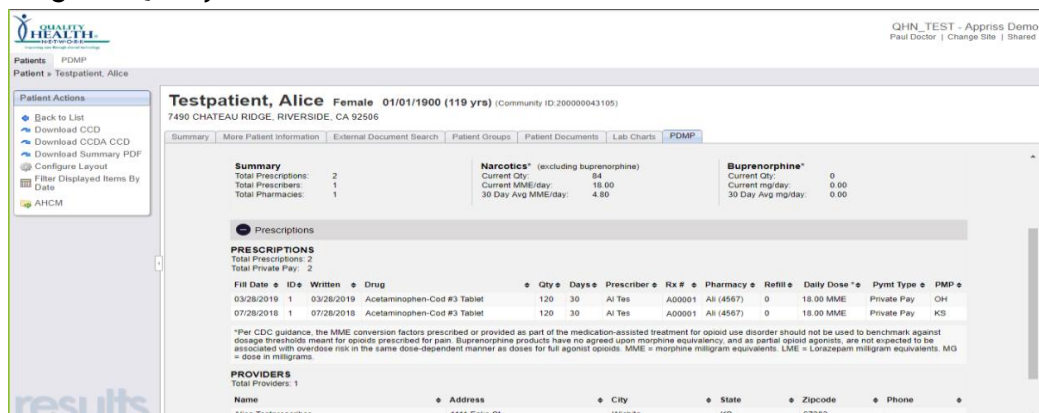 QUALITY
HEALTH
NETWORK
QHN_TEST - Appriss Demo
Paul Doctor | Change Site | Shared
Patients PDMP
Patient » Testpatient, Alice
Patient Actions
Back to List
Download CCD
Download CCDA CCD
Download Summary PDF
Configure Layout
Filter Displayed Items By Date
AHCM
Testpatient, Alice Female 01/01/1900 (119 yrs) (Community ID:200000043105)
7490 CHATEAU RIDGE, RIVERSIDE, CA 92506
Summary More Patient Information External Document Search Patient Groups Patient Documents Lab Charts PDMP
Summary Narcotics* (excluding buprenorphine) Buprenorphine*
Total Prescriptions: 2 Current Qty: 84 Current Qty: 0
Total Prescribers: 1 Current MME/day: 18.00 Current mg/day: 0.00
Total Pharmacies: 1 30 Day Avg MME/day: 4.80 30 Day Avg mg/day: 0.00
Prescriptions
PRESCRIPTIONS
Total Prescriptions: 2
Total Private Pay: 2
Fill Date ID Written Drug Qty Days Prescriber Rx # Pharmacy Refill Daily Dose * Pymt Type PMP
03/28/2019 1 03/28/2019 Acetaminophen-Cod #3 Tablet 120 30 Al Tes A00001 Ali (4567) 0 18.00 MME Private Pay OH
07/28/2018 1 07/28/2018 Acetaminophen-Cod #3 Tablet 120 30 Al Tes A00001 Ali (4567) 0 18.00 MME Private Pay KS
*Per CDC guidance, the MME conversion factors prescribed or provided as part of the medication-assisted treatment for opioid use disorder should not be used to benchmark against
dosage thresholds meant for opioids prescribed for pain. Buprenorphine products have no agreed upon morphine equivalency, and as partial opioid agonists, are not expected to be
associated with overdose risk in the same dose-dependent manner as doses for full agonist opioids. MME = morphine milligram equivalents. LME = Lorazepam milligram equivalents. MG
= dose in milligrams.
PROVIDERS
Total Providers: 1
Name Address City State Zipcode Phone
results